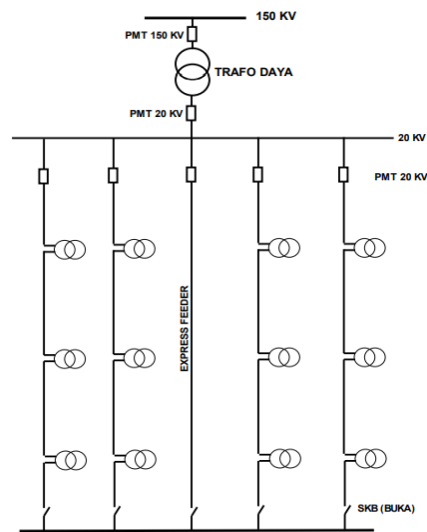 150 KV
PMT 150 KV
TRAFO DAYA
PMT 20 KV
20 KV
PMT 20 KV
EXPRESS FEEDER
SKB (BUKA)